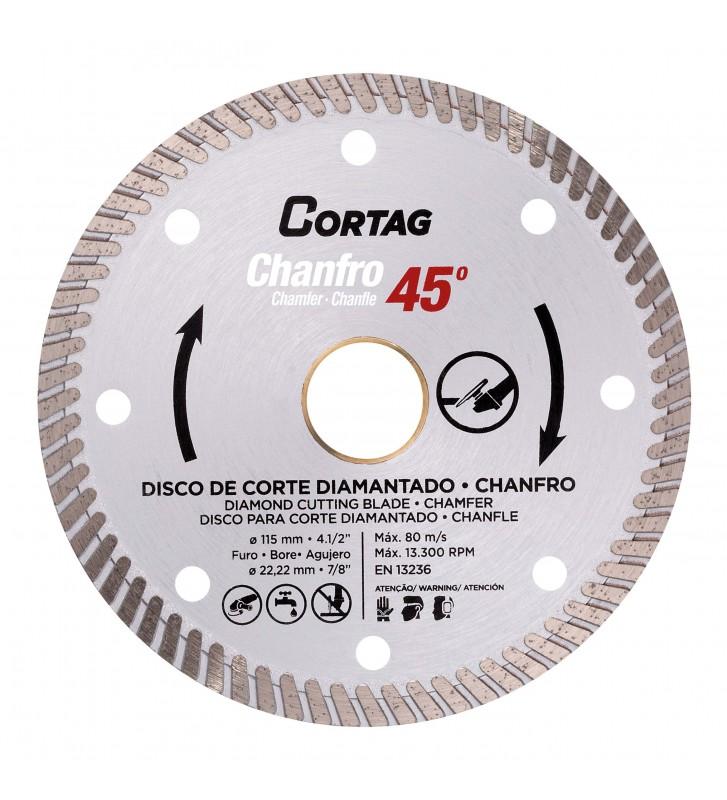 CORTAG
Chanfro
Chamfer · Chanfle
45º
DISCO DE CORTE DIAMANTADO • CHANFRO
DIAMOND CUTTING BLADE • CHAMFER
DISCO PARA CORTE DIAMANTADO • CHANFLE
ø 115 mm • 4.1/2"
Furo • Bore • Agujero
ø 22,22 mm • 7/8"
Máx. 80 m/s
Máx. 13.300 RPM
EN 13236
ATENÇÃO/ WARNING/ ATENCIÓN